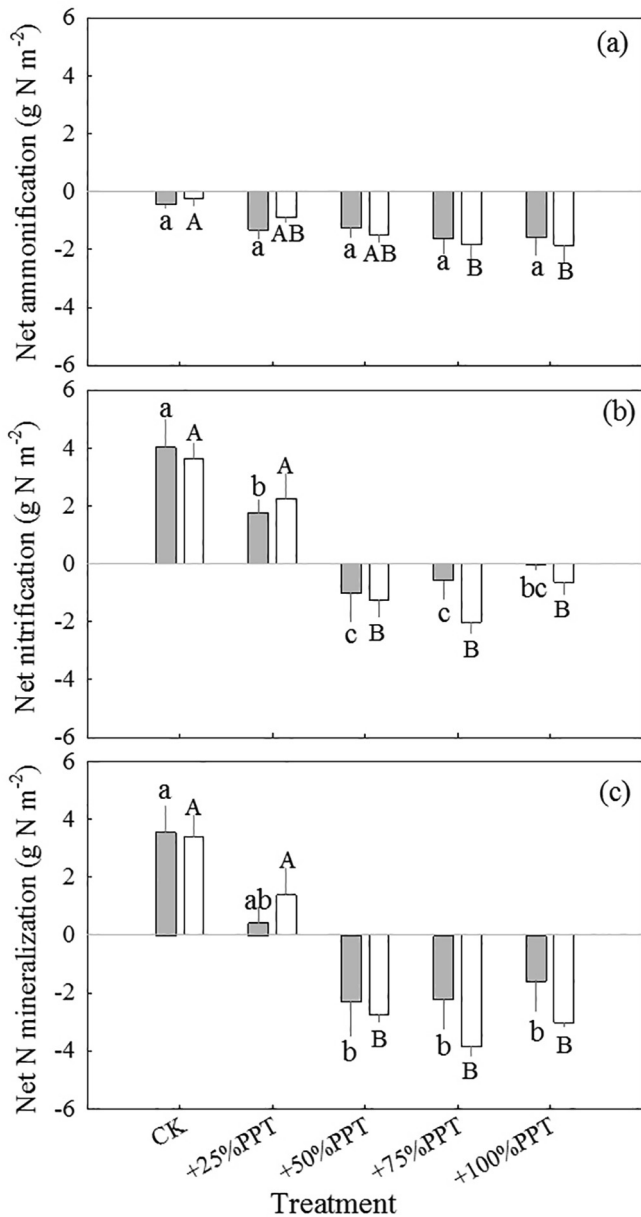 6
(a)
4
2
0
-2
-4
-6
Net ammonification (g N m⁻²)
a A a AB a AB a B a B
6
(b)
4
2
0
-2
-4
-6
Net nitrification (g N m⁻²)
a A b A c B c B bc B
6
(c)
4
2
0
-2
-4
-6
Net N mineralization (g N m⁻²)
a A ab A b B b B b B
CK +25%PPT +50%PPT +75%PPT +100%PPT
Treatment